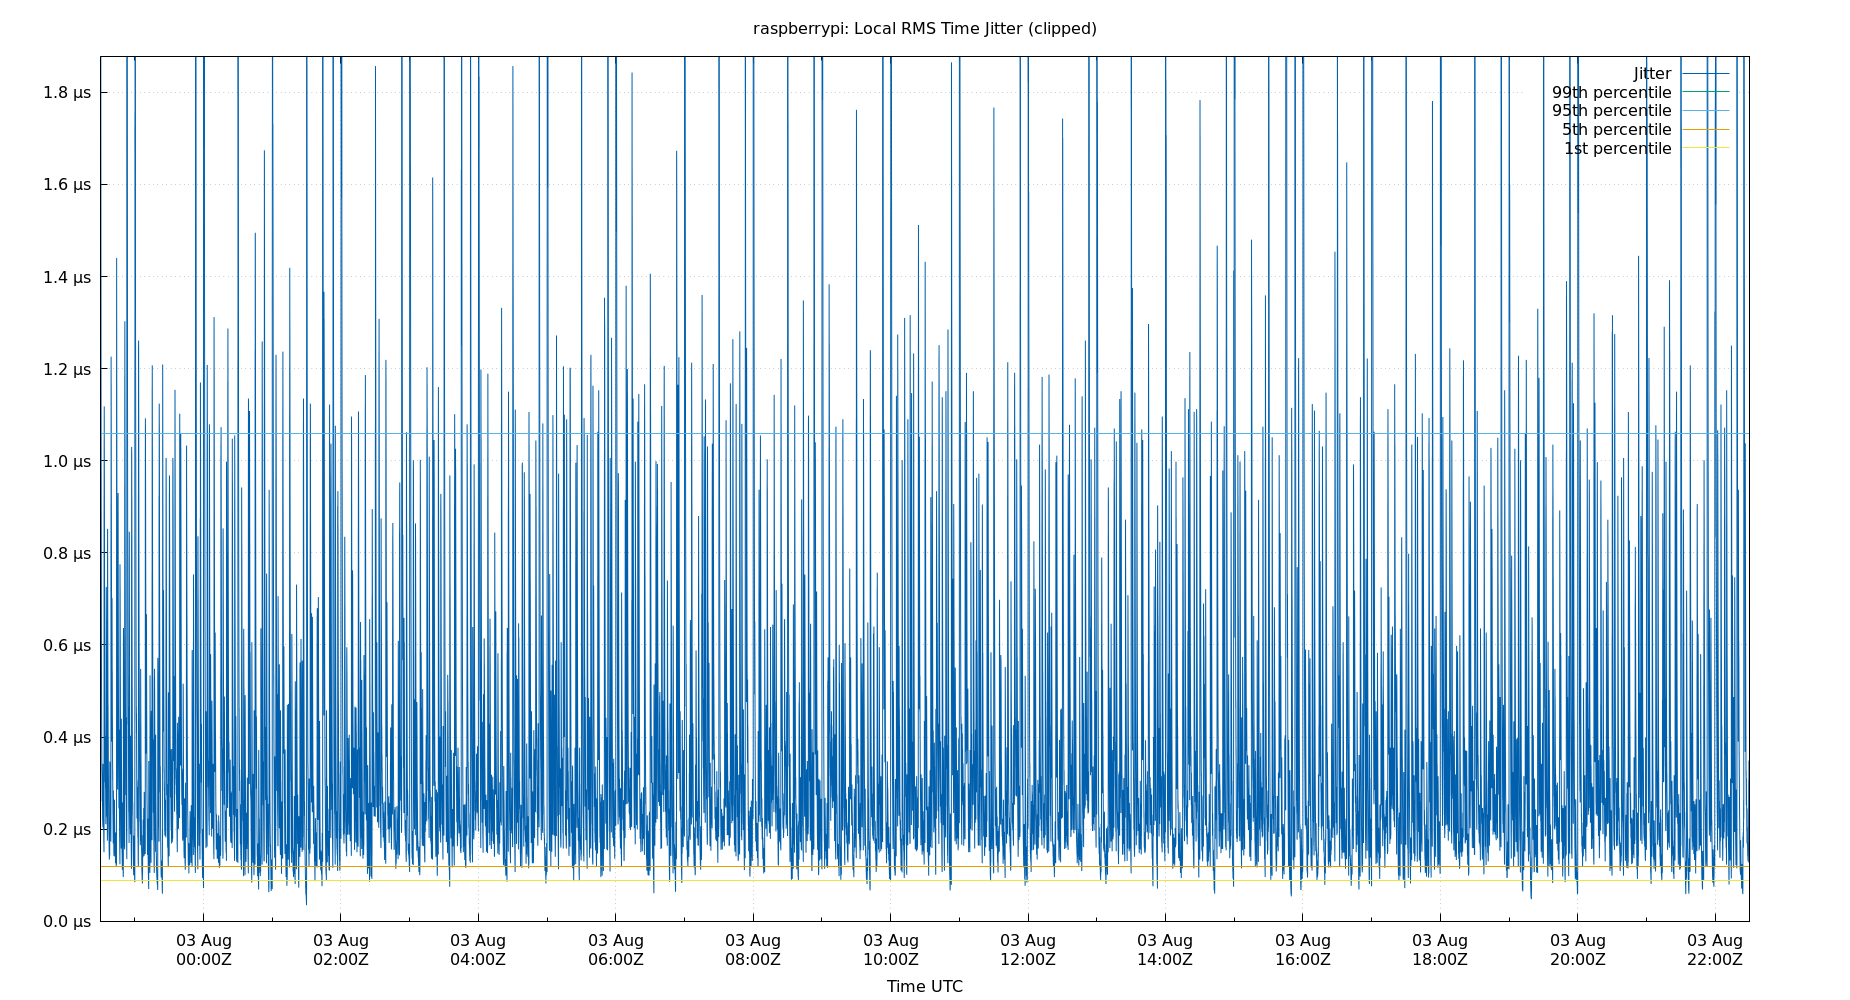 raspberrypi: Local RMS Time Jitter (clipped)
Jitter
99th percentile
95th percentile
5th percentile
1st percentile
1.8 µs
1.6 µs
1.4 µs
1.2 µs
1.0 µs
0.8 µs
0.6 µs
0.4 µs
0.2 µs
0.0 µs
03 Aug 03 Aug 03 Aug 03 Aug 03 Aug 03 Aug 03 Aug 03 Aug 03 Aug 03 Aug 03 Aug 03 Aug
00:00Z 02:00Z 04:00Z 06:00Z 08:00Z 10:00Z 12:00Z 14:00Z 16:00Z 18:00Z 20:00Z 22:00Z
Time UTC